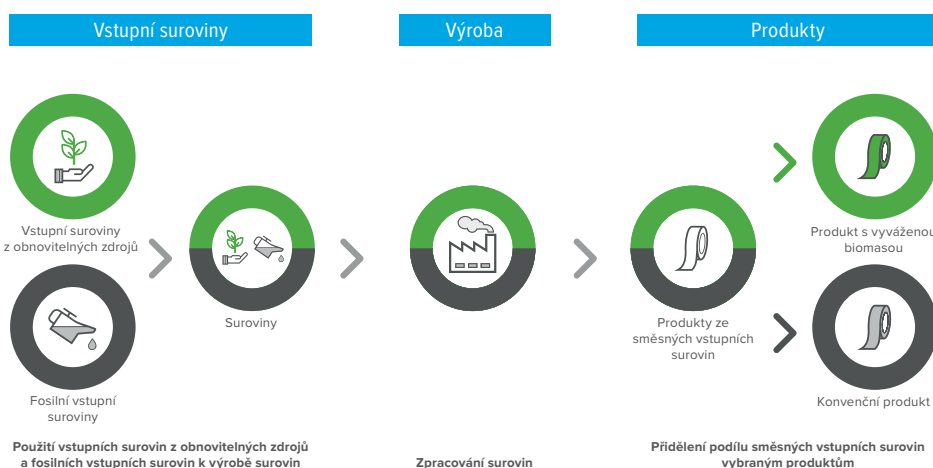 Vstupní suroviny
Výroba
Produkty
Vstupní suroviny
z obnovitelných zdrojů
Fosilní vstupní
suroviny
Suroviny
Produkty ze
směsných vstupních
surovin
Produkt s vyváženou
biomasou
Konvenční produkt
Použití vstupních surovin z obnovitelných zdrojů
a fosilních vstupních surovin k výrobě surovin
Zpracování surovin
Přidělení podílu směsných vstupních surovin
vybraným produktům